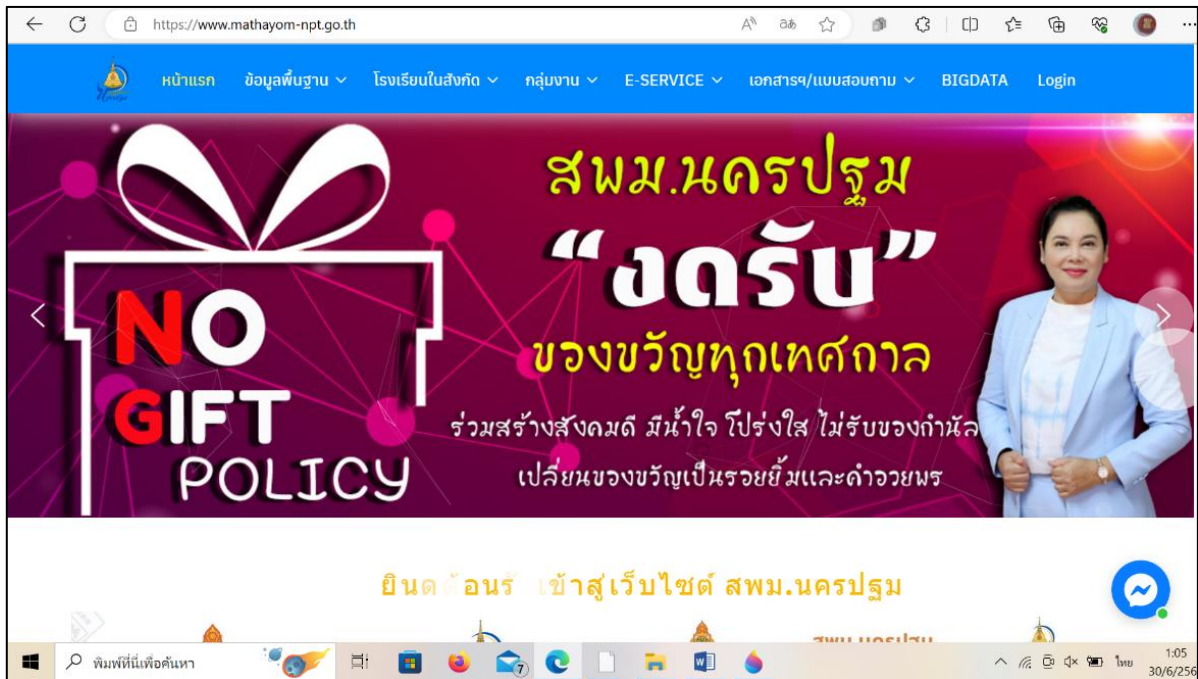 https://www.mathayom-npt.go.th
หน้าแรก ข้อมูลพื้นฐาน โรงเรียนในสังกัด กลุ่มงาน E-SERVICE เอกสารฯ/แบบสอบถาม BIGDATA Login
สพม.นครปฐม
“งดรับ”
ของขวัญทุกเทศกาล
NO
GIFT
POLICY
ร่วมสร้างสังคมดี มีน้ำใจ โปร่งใส ไม่รับของกำนัล
เปลี่ยนของขวัญเป็นรอยยิ้มและคำอวยพร
เข้าสู่เว็บไซต์ สพม.นครปฐม
พิมพ์ที่นี่เพื่อค้นหา
7
ไทย
1:05
30/6/256